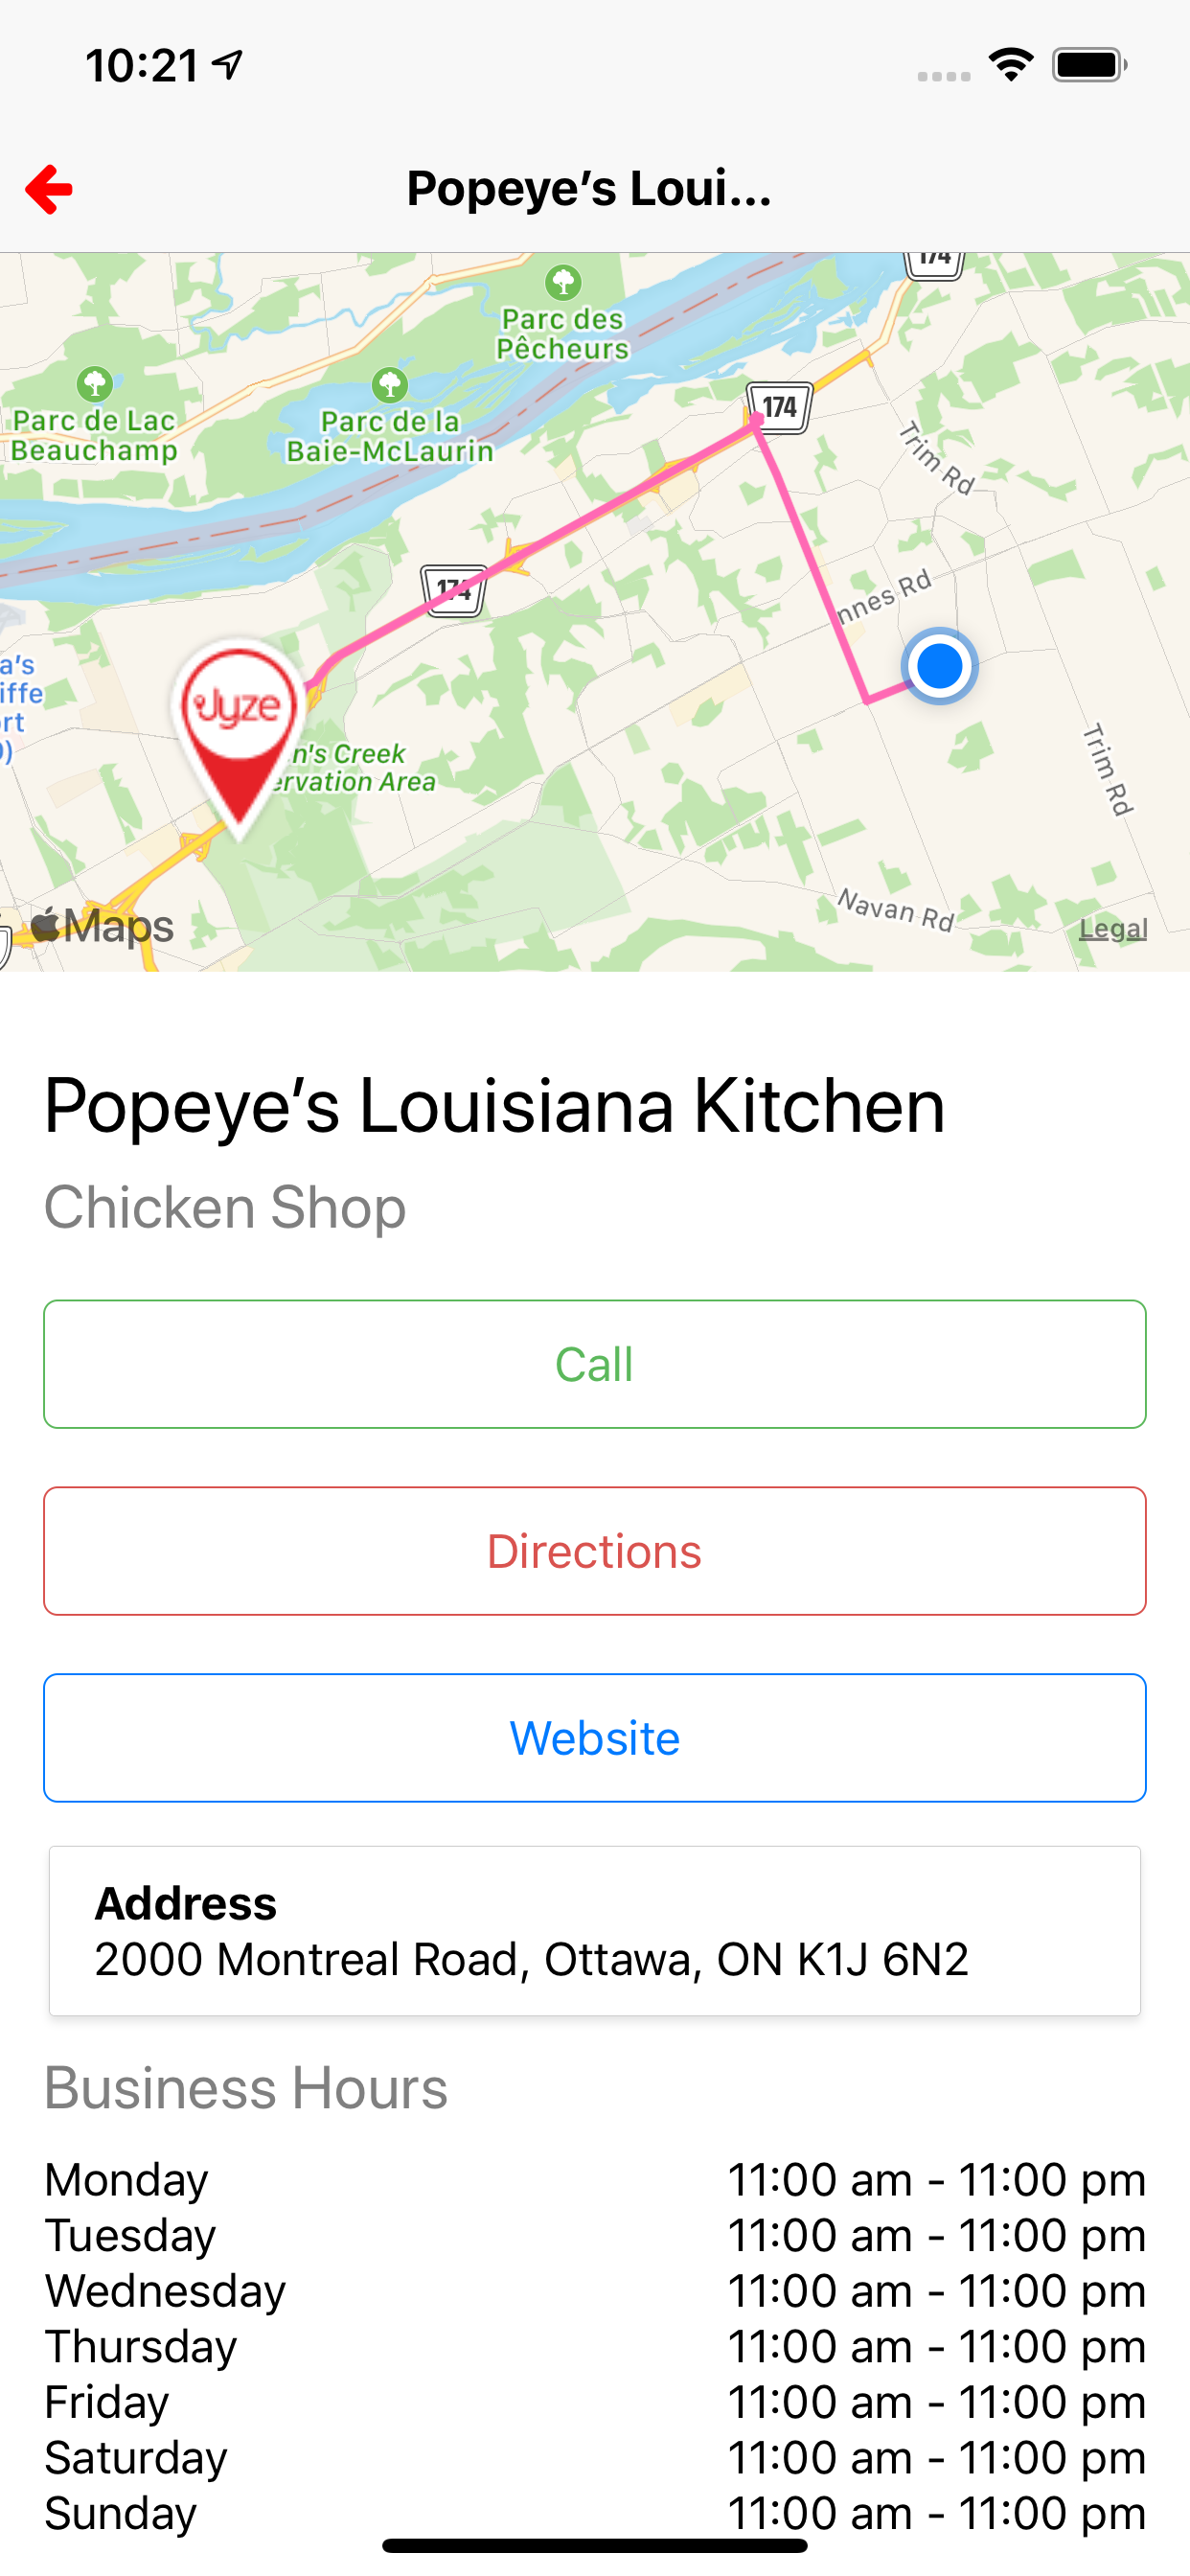 10:21
Popeye’s Loui...
174
Parc des
Pêcheurs
174
Parc de Lac
Beauchamp
Parc de la
Baie-McLaurin
Trim Rd
174
nnes Rd
a’s
iffe
ort
)
Jyze
n's Creek
ervation Area
Trim Rd
Navan Rd
Maps
Legal
Popeye’s Louisiana Kitchen
Chicken Shop
Call
Directions
Website
Address
2000 Montreal Road, Ottawa, ON K1J 6N2
Business Hours
Monday 11:00 am - 11:00 pm
Tuesday 11:00 am - 11:00 pm
Wednesday 11:00 am - 11:00 pm
Thursday 11:00 am - 11:00 pm
Friday 11:00 am - 11:00 pm
Saturday 11:00 am - 11:00 pm
Sunday 11:00 am - 11:00 pm